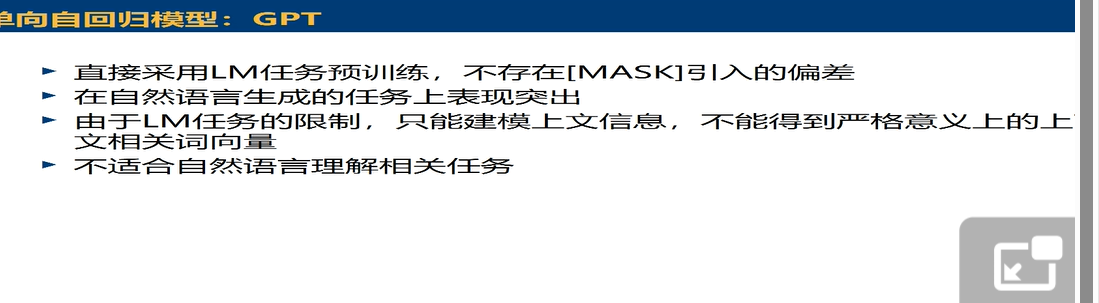 单向自回归模型：GPT
直接采用LM任务预训练，不存在[MASK]引入的偏差
在自然语言生成的任务上表现突出
由于LM任务的限制，只能建模上文信息，不能得到严格意义上的上
文相关词向量
不适合自然语言理解相关任务